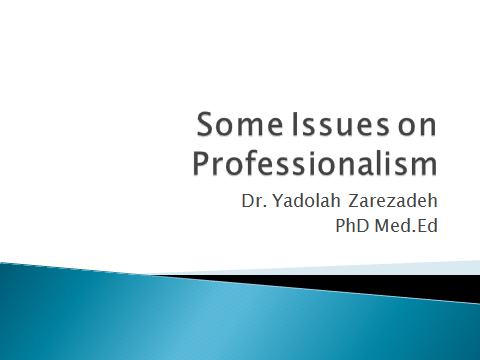 Some Issues on
Professionalism
Dr. Yadolah Zarezadeh
PhD Med.Ed